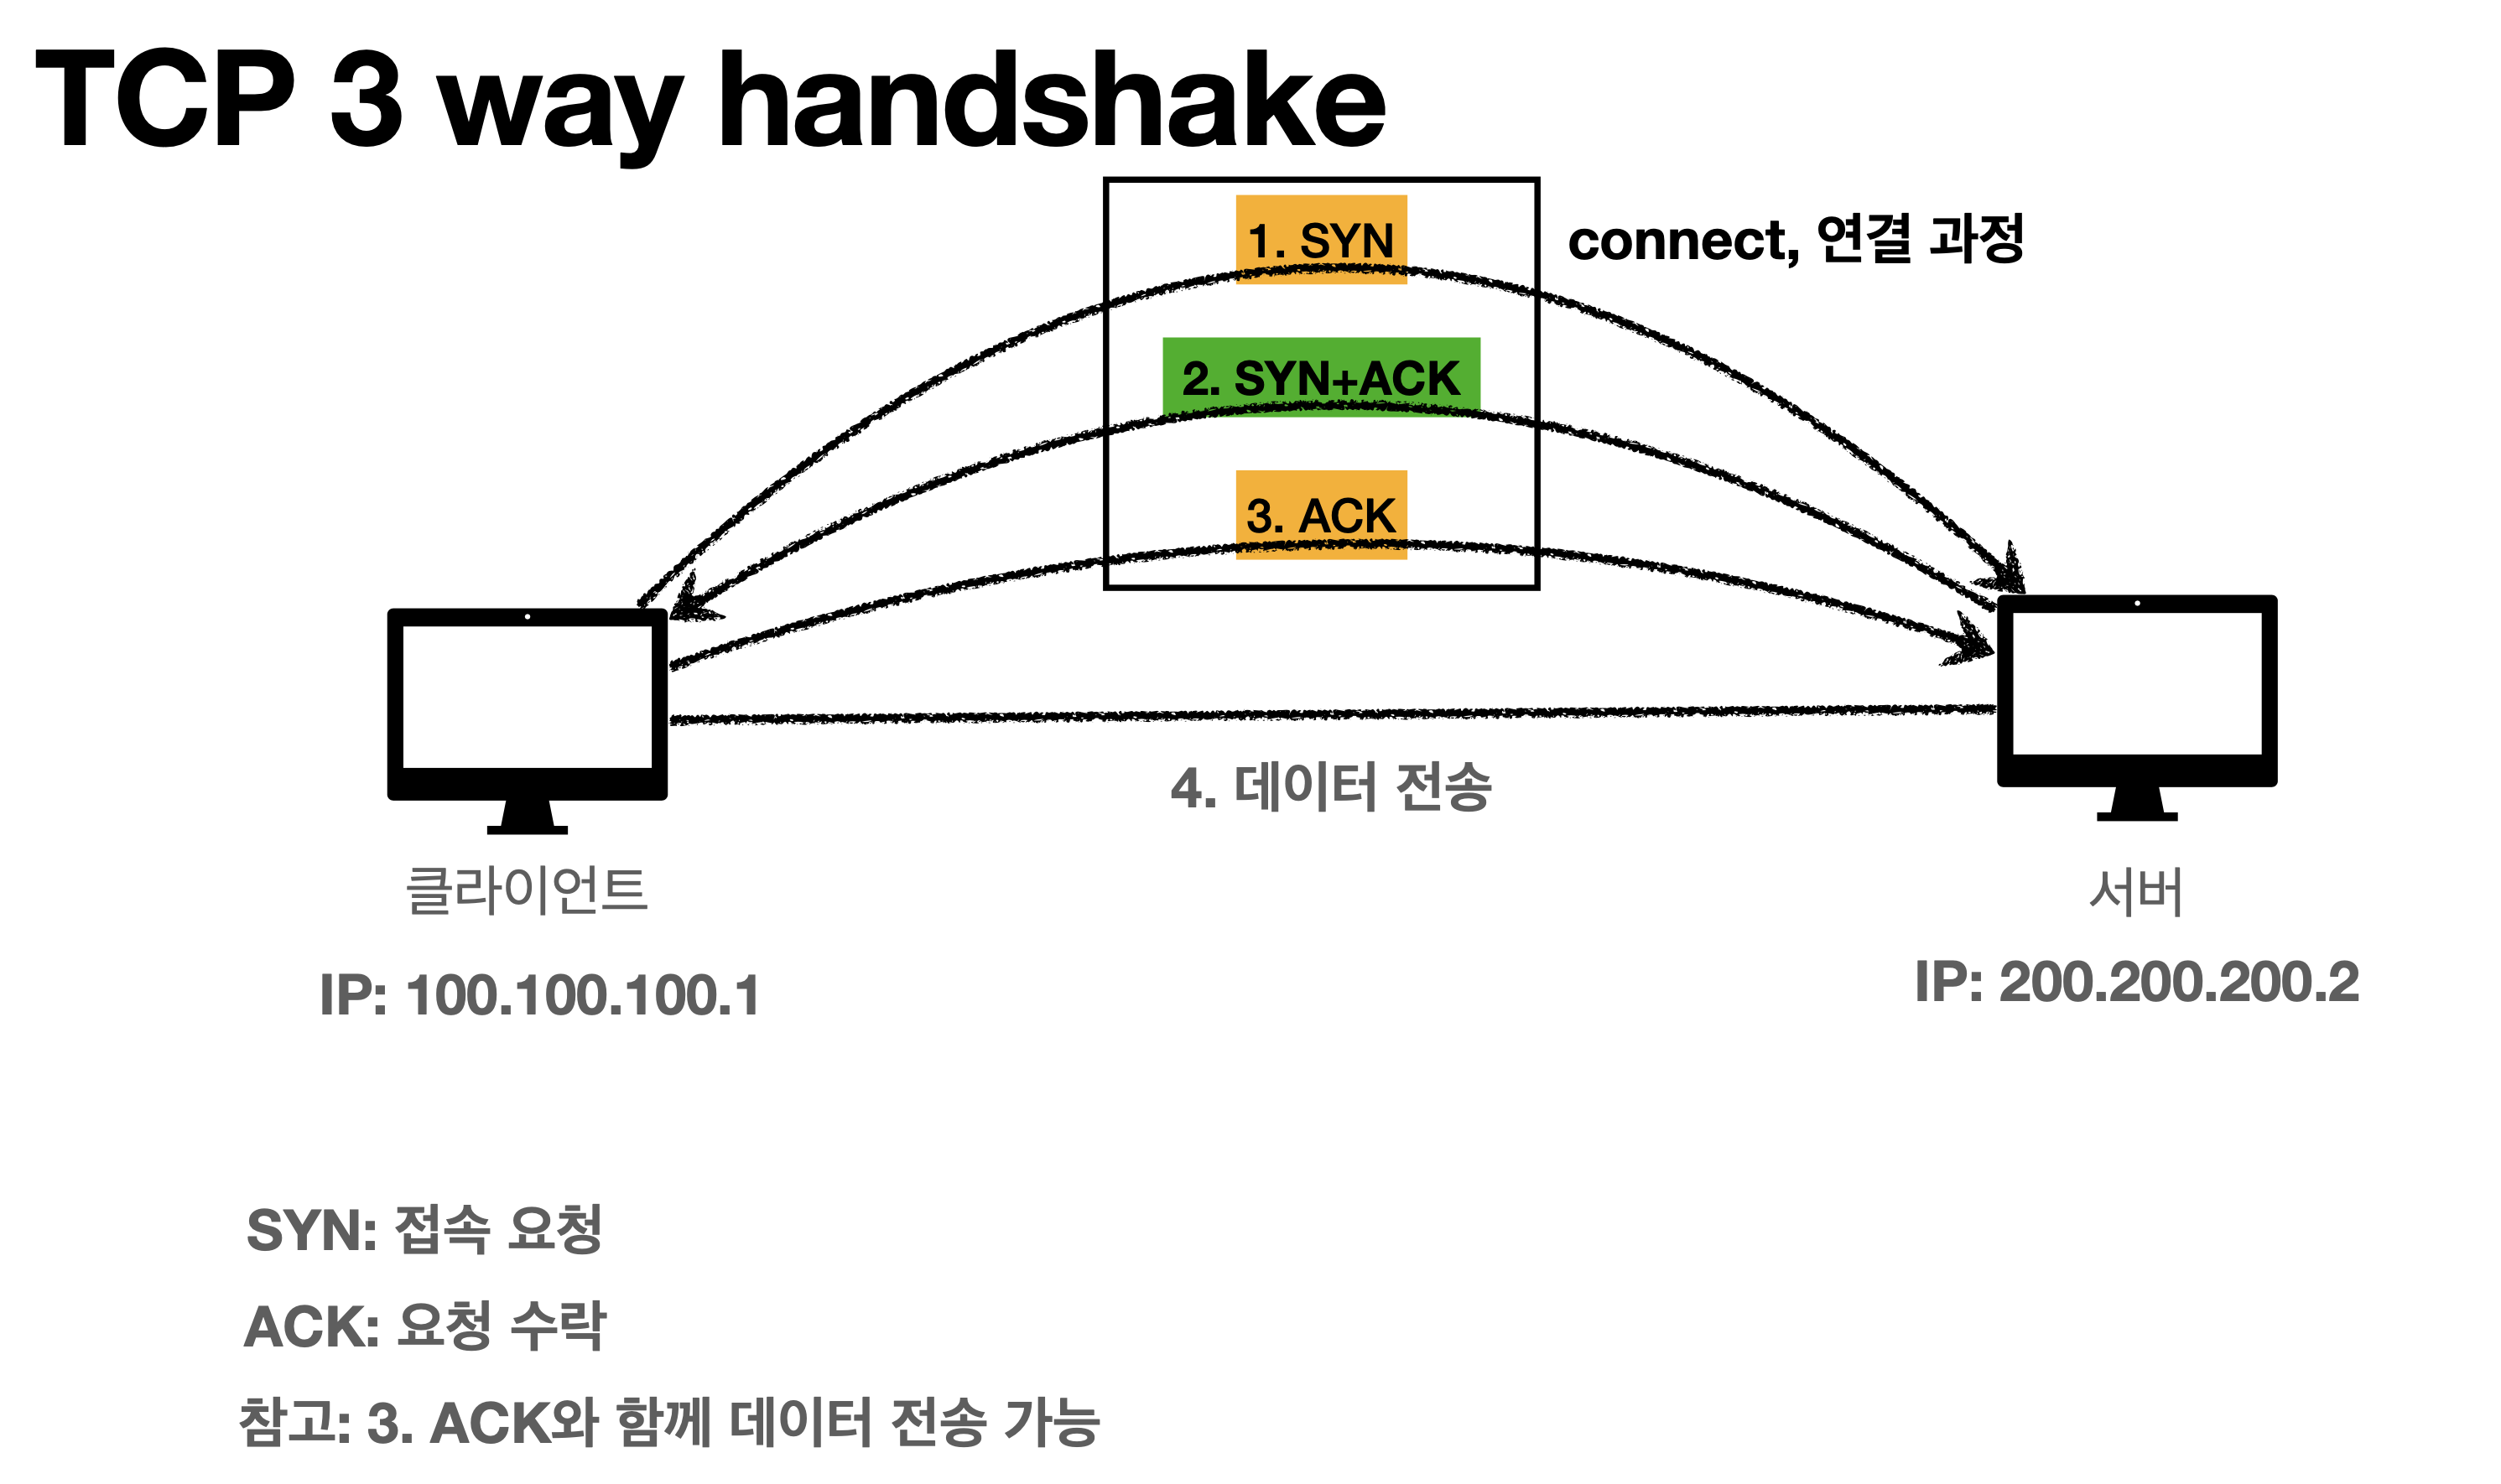 TCP 3 way handshake
1. SYN
connect, 연결 과정
2. SYN+ACK
3. ACK
4. 데이터 전송
클라이언트
서버
IP: 100.100.100.1
IP: 200.200.200.2
SYN: 접속 요청
ACK: 요청 수락
참고: 3. ACK와 함께 데이터 전송 가능